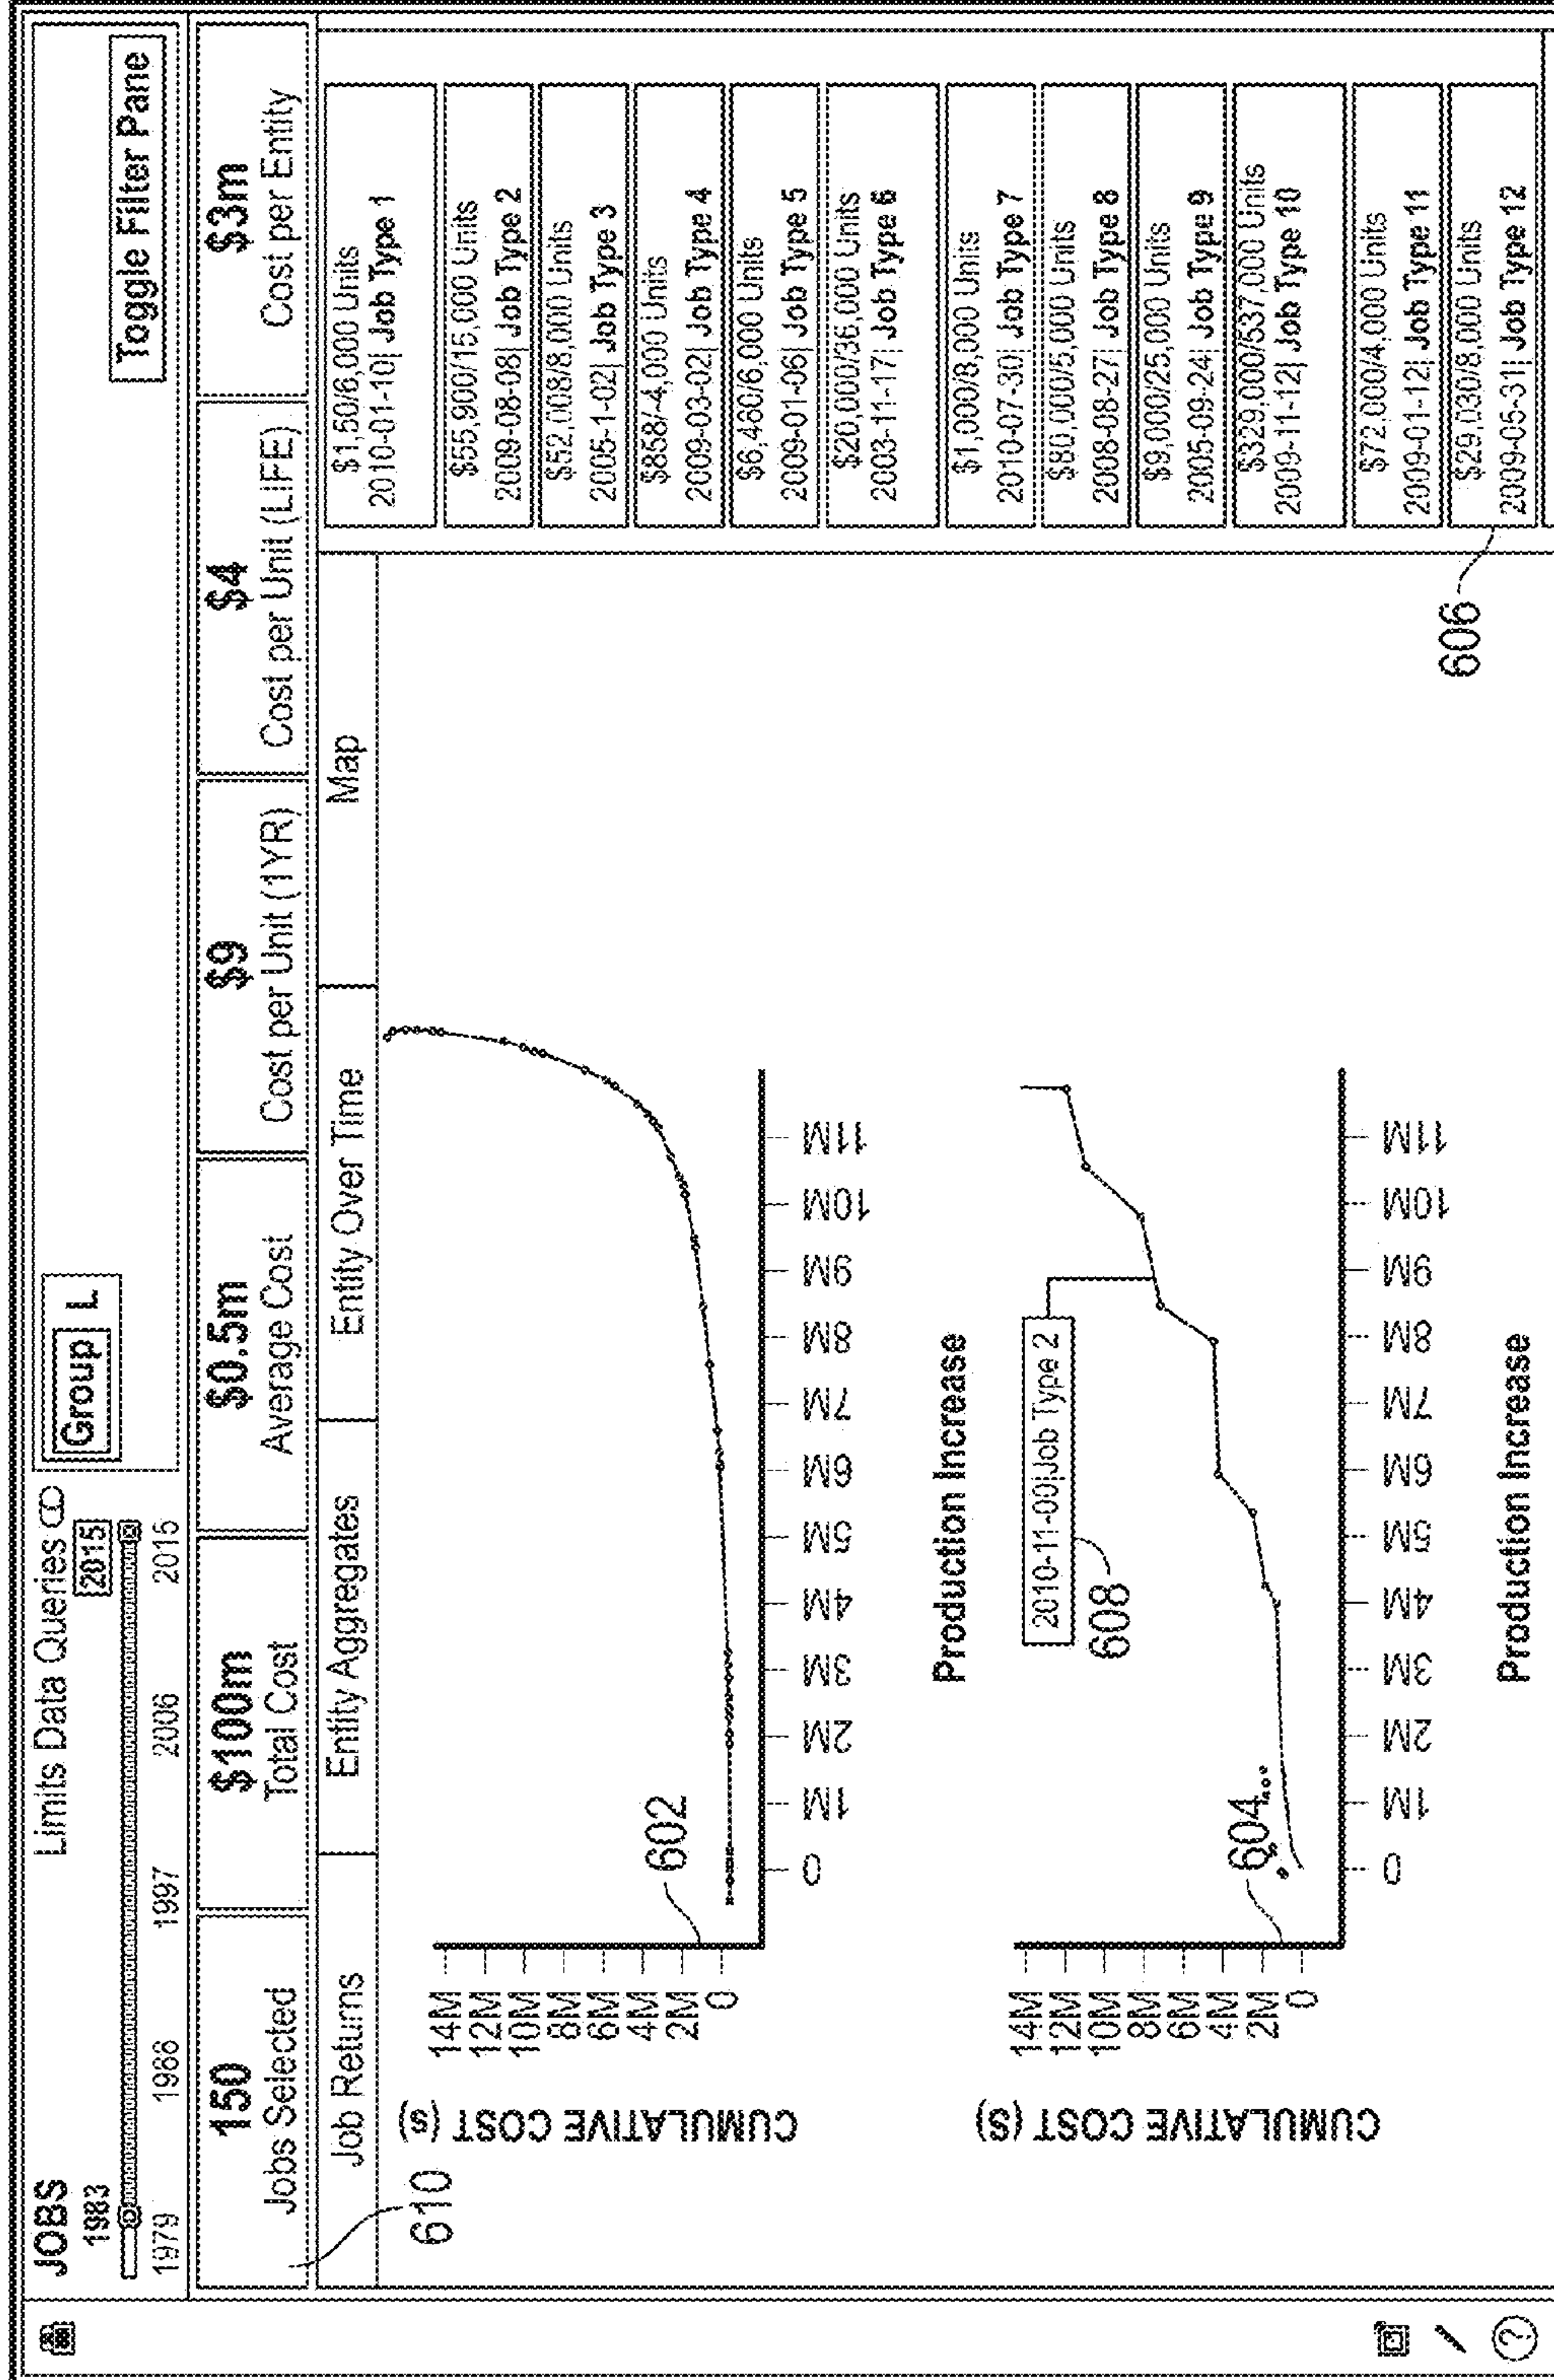 JOBS
Limits Data Queries
Group L
Toggle Filter Pane
1983
2015
1979 1988 1997 2006 2015
150
Jobs Selected
$100m
Total Cost
$0.5m
Average Cost
$9
Cost per Unit (1YR)
$4
Cost per Unit (LIFE)
$3m
Cost per Entity
610
Job Returns
Entity Aggregates
Entity Over Time
Map
CUMULATIVE COST (s)
14M
12M
10M
8M
6M
4M
2M
0
602
0 1M 2M 3M 4M 5M 6M 7M 8M 9M 10M 11M
Production Increase
CUMULATIVE COST (s)
14M
12M
10M
8M
6M
4M
2M
0
604
2010-11-00|Job Type 2
608
0 1M 2M 3M 4M 5M 6M 7M 8M 9M 10M 11M
Production Increase
$1,50/6,000 Units
2010-01-10| Job Type 1
$55,900/15,000 Units
2009-08-08| Job Type 2
$52,008/8,000 Units
2005-1-02| Job Type 3
$858/-4,000 Units
2009-03-02| Job Type 4
$6,460/6,000 Units
2009-01-06| Job Type 5
$20,000/36,000 Units
2003-11-17| Job Type 6
$1,000/8,000 Units
2010-07-30| Job Type 7
$80,000/5,000 Units
2008-08-27| Job Type 8
$9,000/25,000 Units
2005-09-24| Job Type 9
$329,000/537,000 Units
2009-11-12| Job Type 10
$72,000/4,000 Units
2009-01-12| Job Type 11
$29,030/8,000 Units
2009-05-31| Job Type 12
606
?